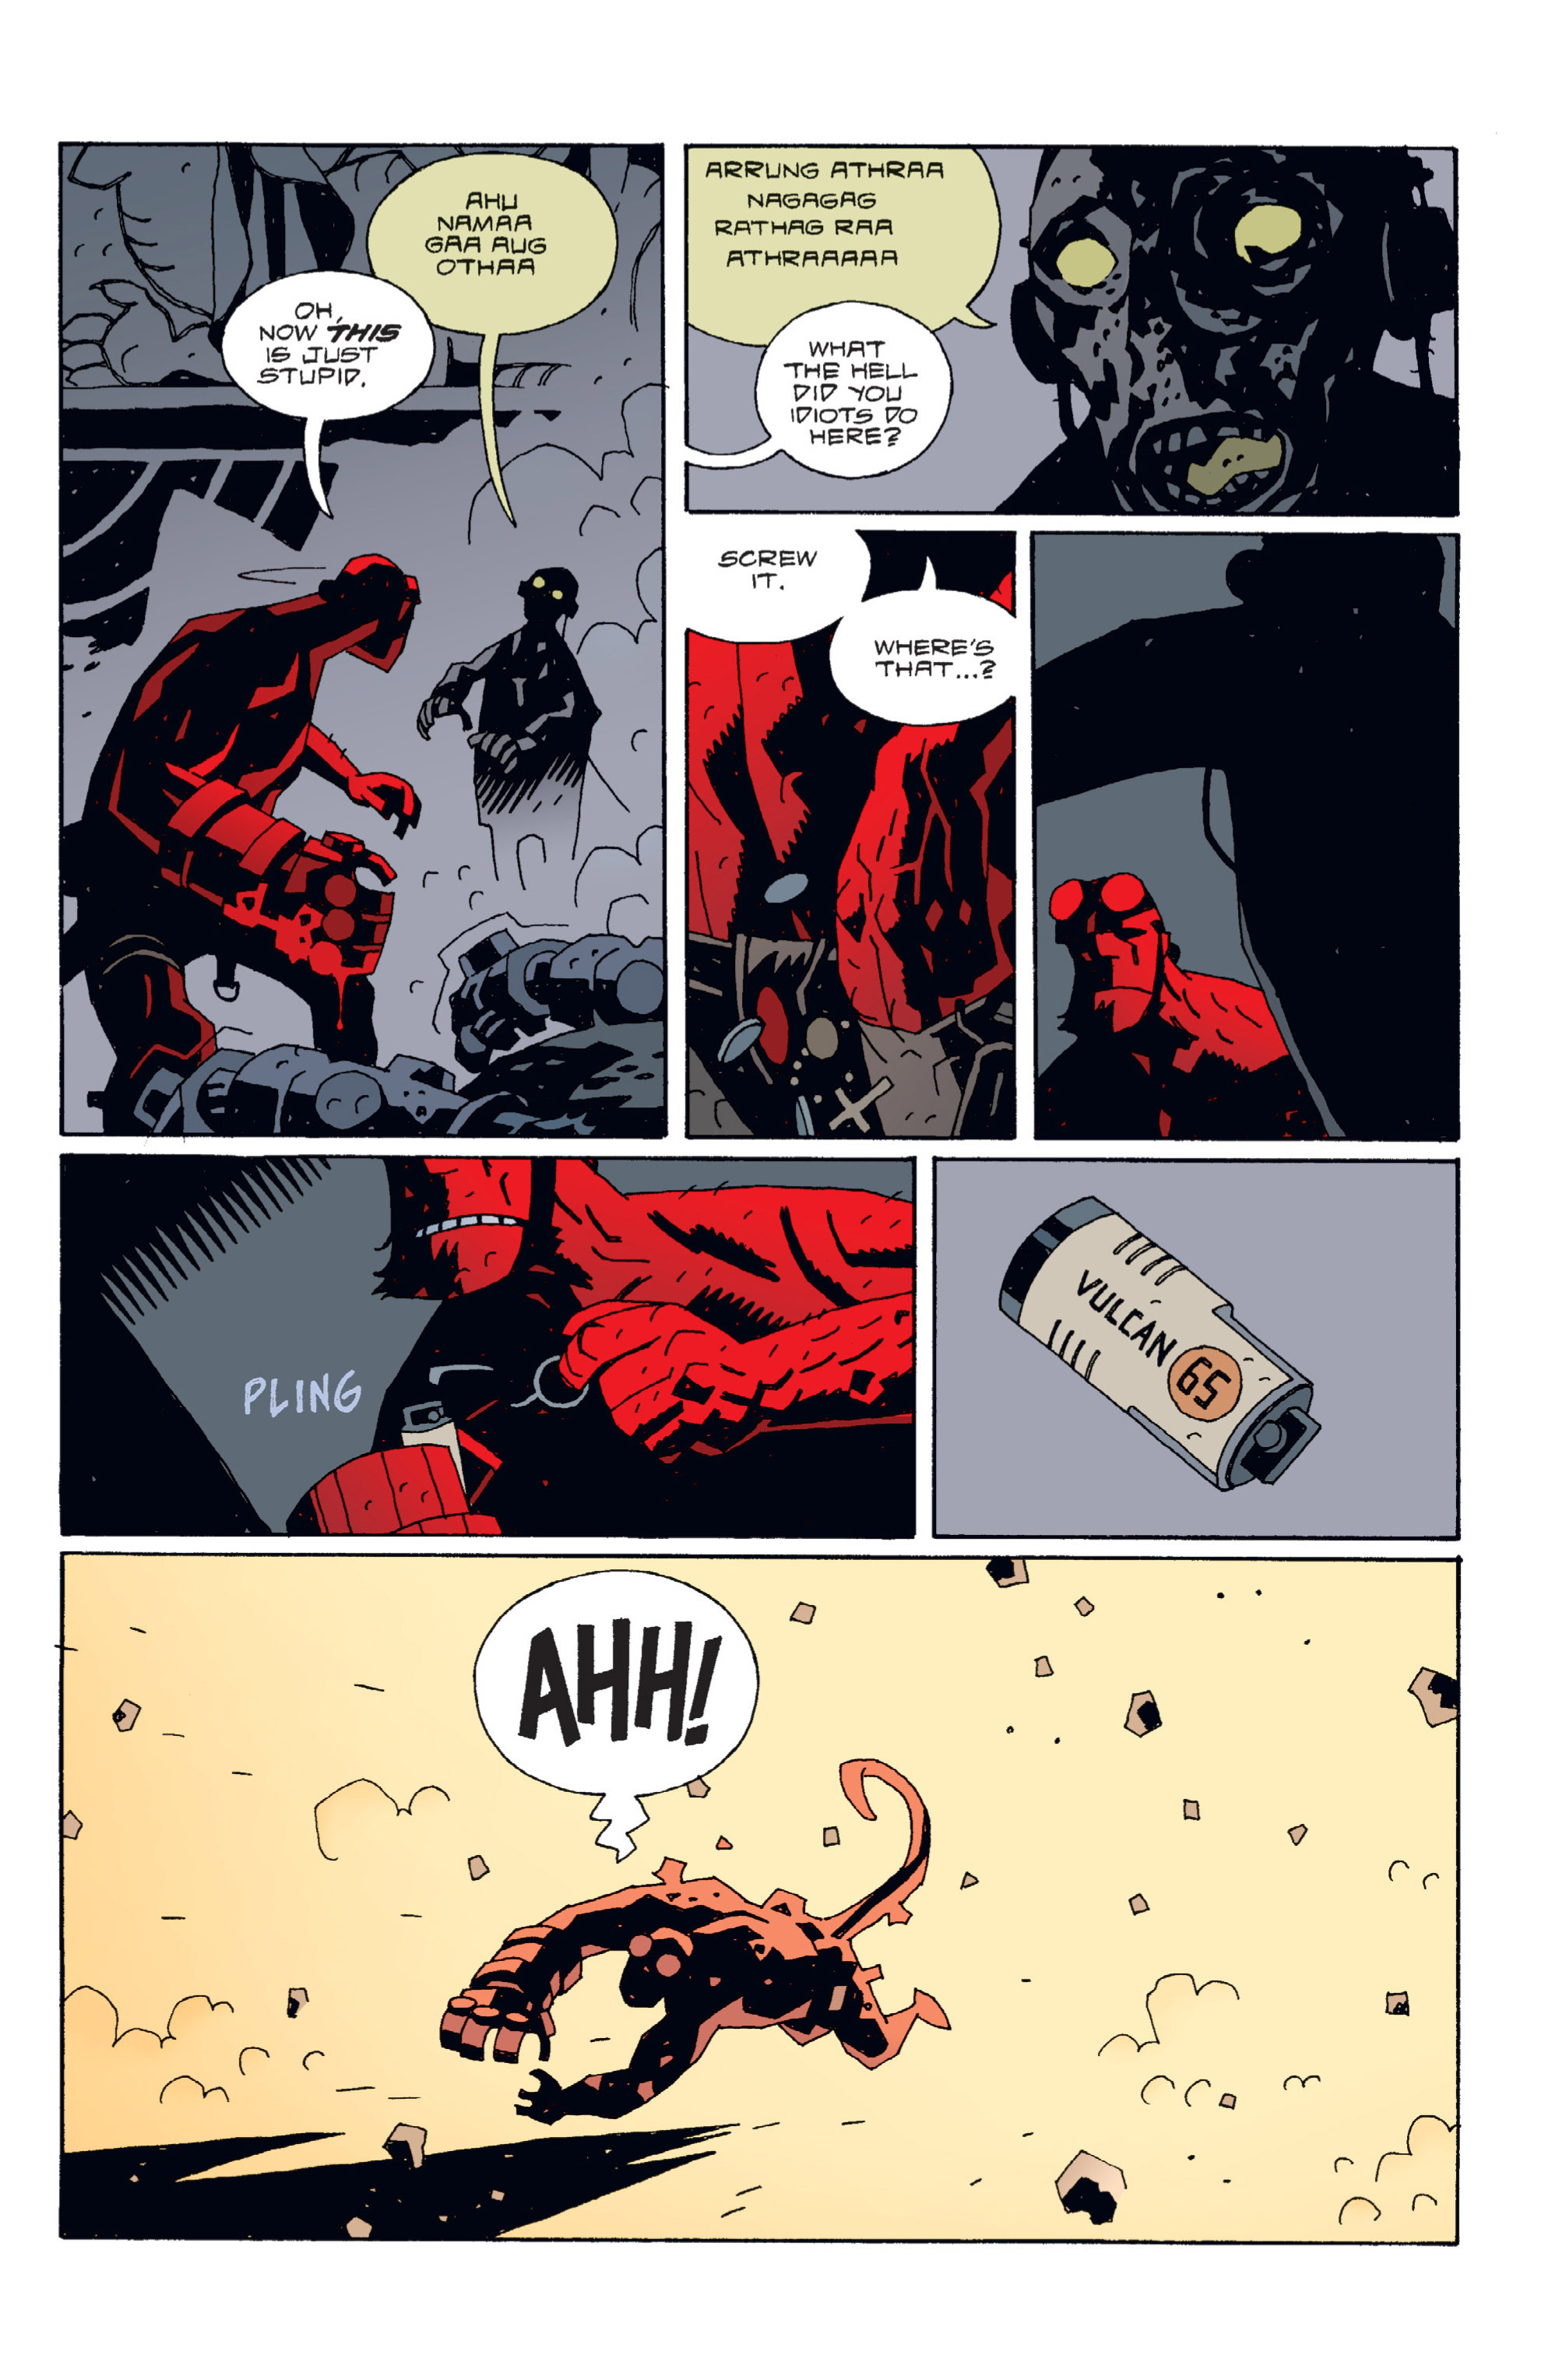 AHU
NAMAA
GAA AUG
OTHAA
OH,
NOW THIS
IS JUST
STUPID.
ARRUNG ATHRAA
NAGAGAG
RATHAG RAA
ATHRAAAAA
WHAT
THE HELL
DID YOU
IDIOTS DO
HERE?
SCREW
IT.
WHERE'S
THAT...?
PLING
VULCAN 65
AHH!